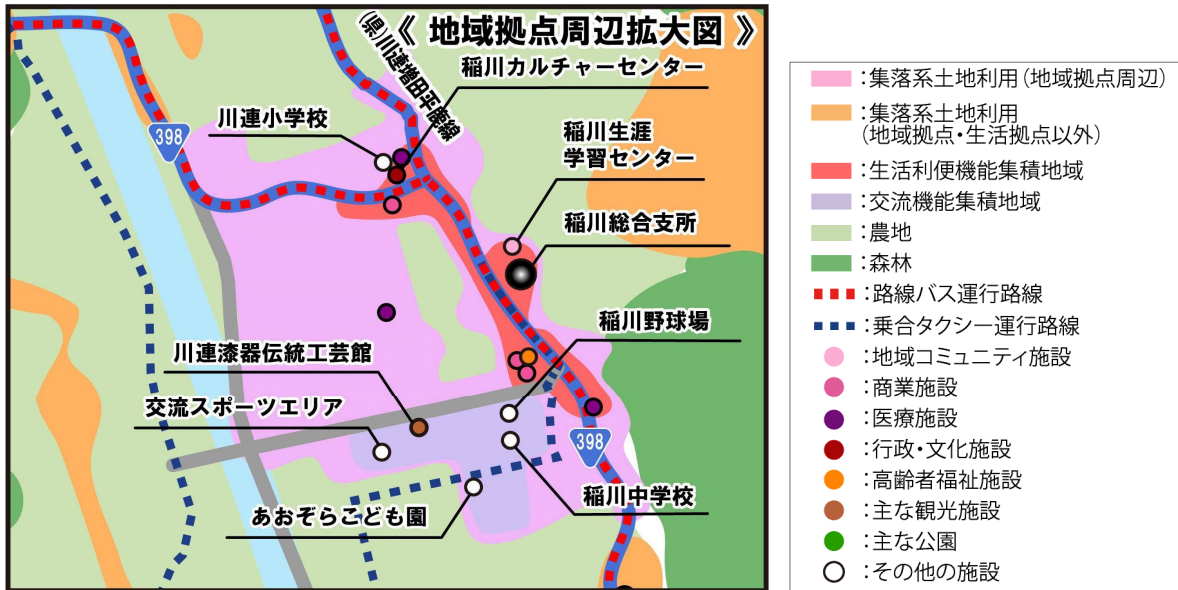 《 地域拠点周辺拡大図 》
(県)川連増田平鹿線
稲川カルチャーセンター
川連小学校
398
稲川生涯
学習センター
稲川総合支所
稲川野球場
川連漆器伝統工芸館
交流スポーツエリア
398
稲川中学校
あおぞらこども園
:集落系土地利用(地域拠点周辺)
:集落系土地利用
(地域拠点・生活拠点以外)
:生活利便機能集積地域
:交流機能集積地域
:農地
:森林
:路線バス運行路線
:乗合タクシー運行路線
:地域コミュニティ施設
:商業施設
:医療施設
:行政・文化施設
:高齢者福祉施設
:主な観光施設
:主な公園
:その他の施設